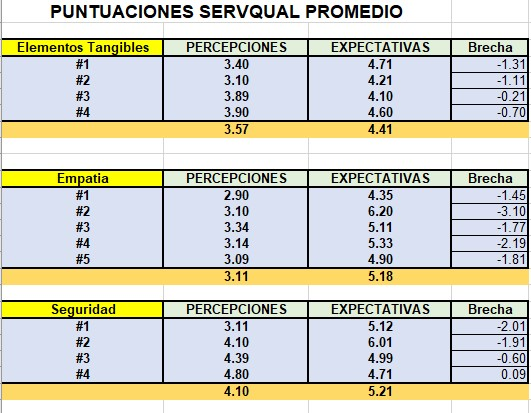 PUNTUACIONES SERVQUAL PROMEDIO
Elementos Tangibles PERCEPCIONES EXPECTATIVAS Brecha
#1 3.40 4.71 -1.31
#2 3.10 4.21 -1.11
#3 3.89 4.10 -0.21
#4 3.90 4.60 -0.70
3.57 4.41
Empatia PERCEPCIONES EXPECTATIVAS Brecha
#1 2.90 4.35 -1.45
#2 3.10 6.20 -3.10
#3 3.34 5.11 -1.77
#4 3.14 5.33 -2.19
#5 3.09 4.90 -1.81
3.11 5.18
Seguridad PERCEPCIONES EXPECTATIVAS Brecha
#1 3.11 5.12 -2.01
#2 4.10 6.01 -1.91
#3 4.39 4.99 -0.60
#4 4.80 4.71 0.09
4.10 5.21